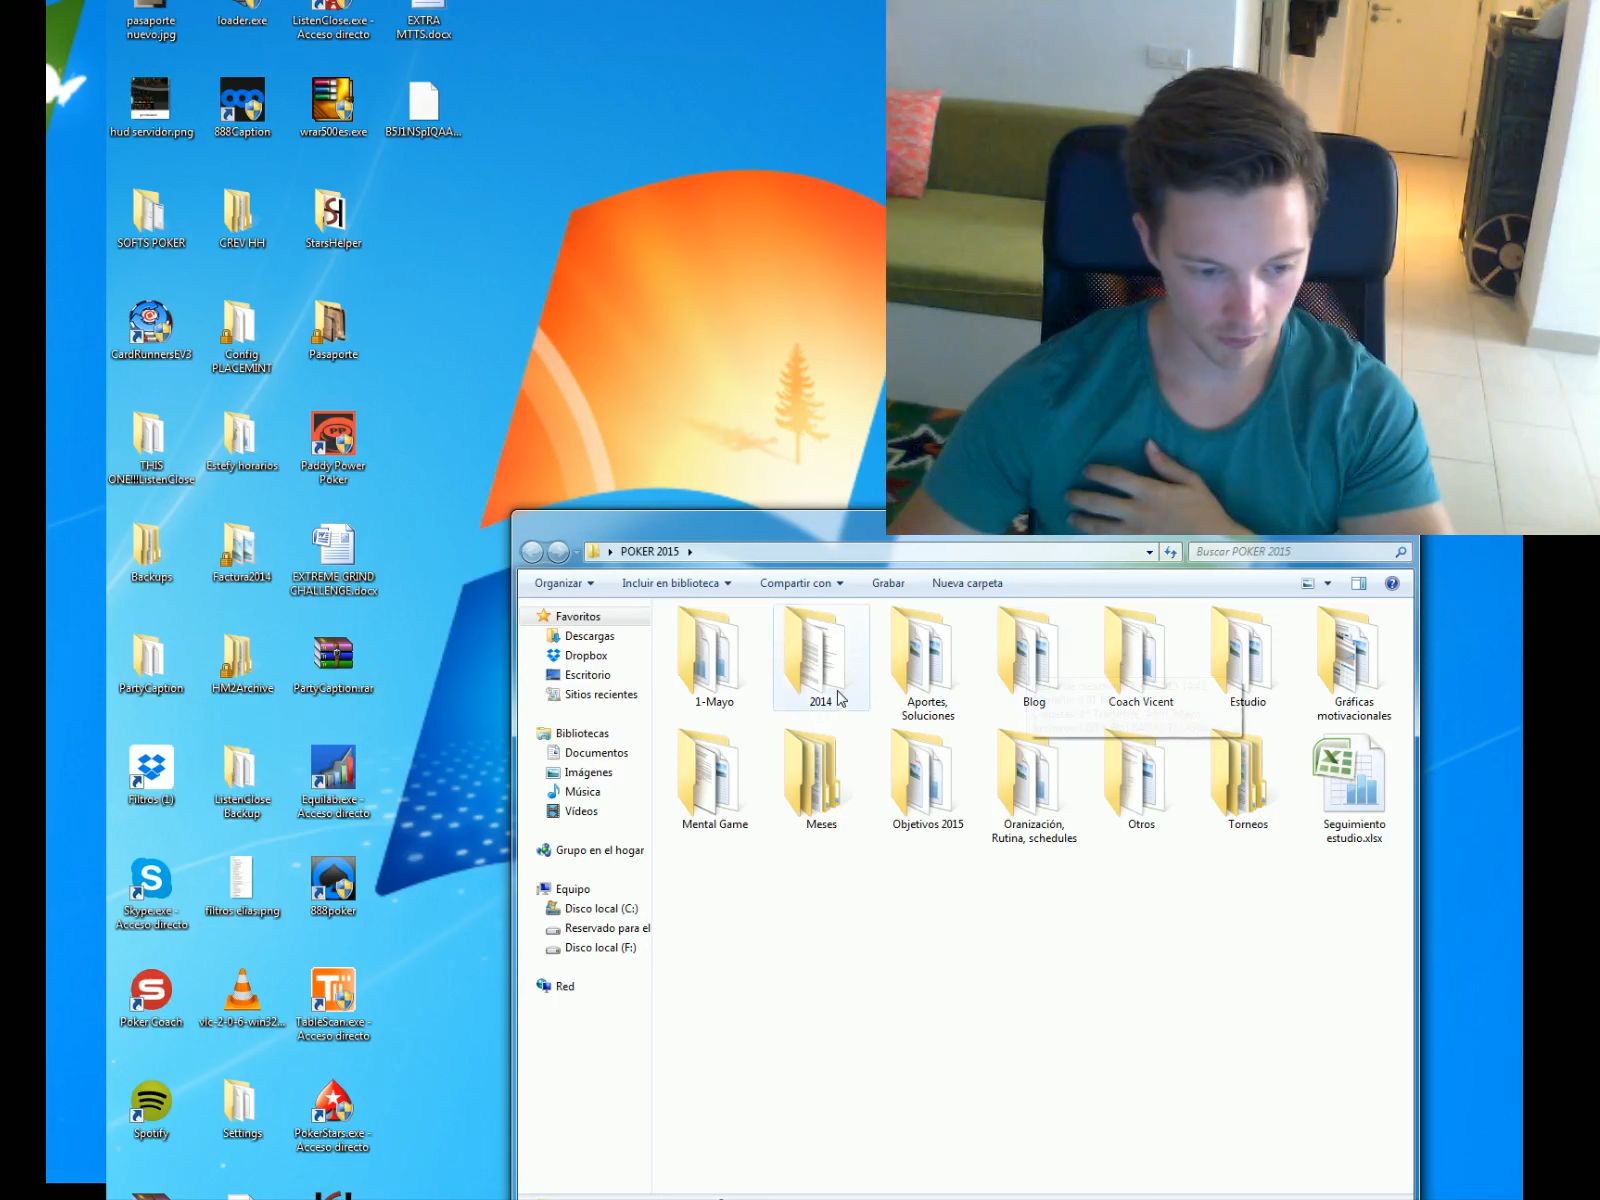 pasaporte
nuevo.jpg
loader.exe
ListenClose.exe -
Acceso directo
EXTRA
MTTS.docx
hud servidor.png
888Caption
wrar500es.exe
B5J1NSpIQAA...
SOFTS POKER
CREV HH
StarsHelper
CardRunnersEV3
Config
PLACEMINT
Pasaporte
THIS
ONE!!!ListenClose
Estefy horarios
Paddy Power
Poker
Backups
Factura2014
EXTREME GRIND
CHALLENGE.docx
PartyCaption
HM2Archive
PartyCaption.rar
Filtros (1)
ListenClose
Backup
Equilab.exe -
Acceso directo
Skype.exe -
Acceso directo
filtros elias.png
888poker
Poker Coach
vlc-2-0-6-win32...
TableScan.exe -
Acceso directo
Spotify
Settings
PokerStars.exe -
Acceso directo
POKER 2015
Buscar POKER 2015
Organizar
Incluir en biblioteca
Compartir con
Grabar
Nueva carpeta
Favoritos
Descargas
Dropbox
Escritorio
Sitios recientes
Bibliotecas
Documentos
Imágenes
Música
Vídeos
Grupo en el hogar
Equipo
Disco local (C:)
Reservado para el
Disco local (F:)
Red
1-Mayo
2014
Aportes,
Soluciones
Blog
Coach Vicent
Estudio
Gráficas
motivacionales
Mental Game
Meses
Objetivos 2015
Oranización,
Rutina, schedules
Otros
Torneos
Seguimiento
estudio.xlsx